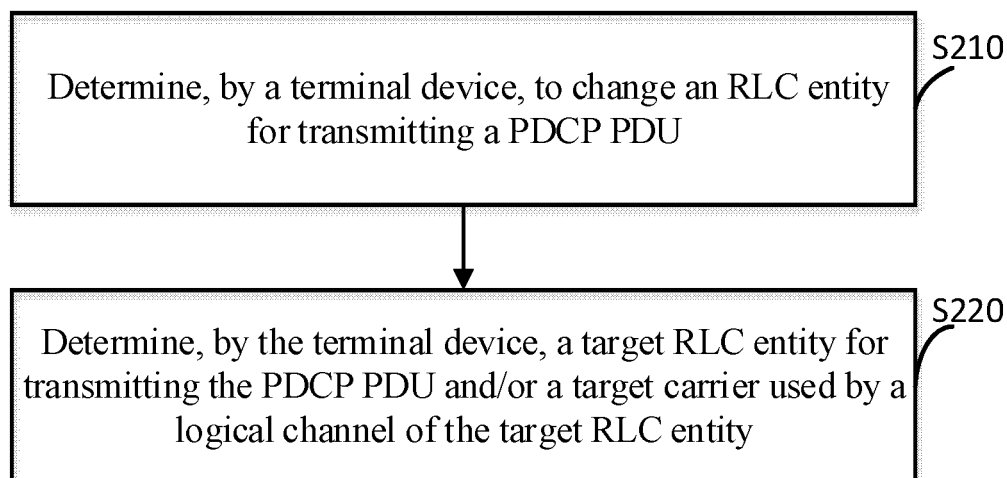 S210
Determine, by a terminal device, to change an RLC entity
for transmitting a PDCP PDU
S220
Determine, by the terminal device, a target RLC entity for
transmitting the PDCP PDU and/or a target carrier used by a
logical channel of the target RLC entity